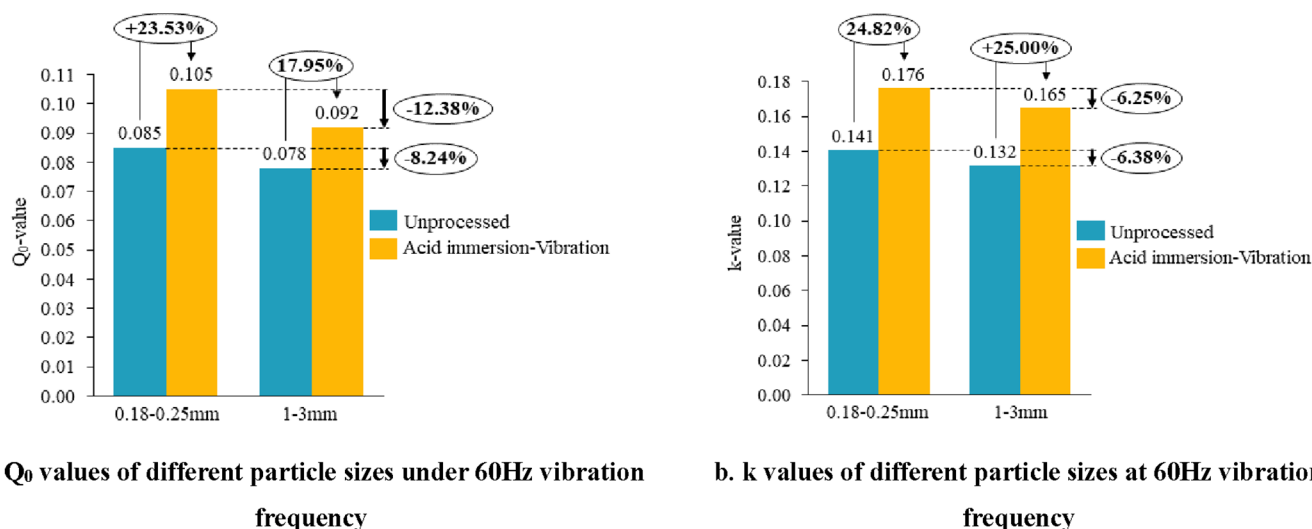 +23.53%
17.95%
0.11
0.10
0.09
0.08
0.07
0.06
0.05
0.04
0.03
0.02
0.01
0.00
Q₀-value
0.105
0.085
0.092
0.078
-12.38%
-8.24%
Unprocessed
Acid immersion-Vibration
0.18-0.25mm
1-3mm
Q₀ values of different particle sizes under 60Hz vibration
frequency
24.82%
+25.00%
0.18
0.16
0.14
0.12
0.10
0.08
0.06
0.04
0.02
0.00
k-value
0.176
0.165
0.141
0.132
-6.25%
-6.38%
Unprocessed
Acid immersion-Vibration
0.18-0.25mm
1-3mm
b. k values of different particle sizes at 60Hz vibration
frequency